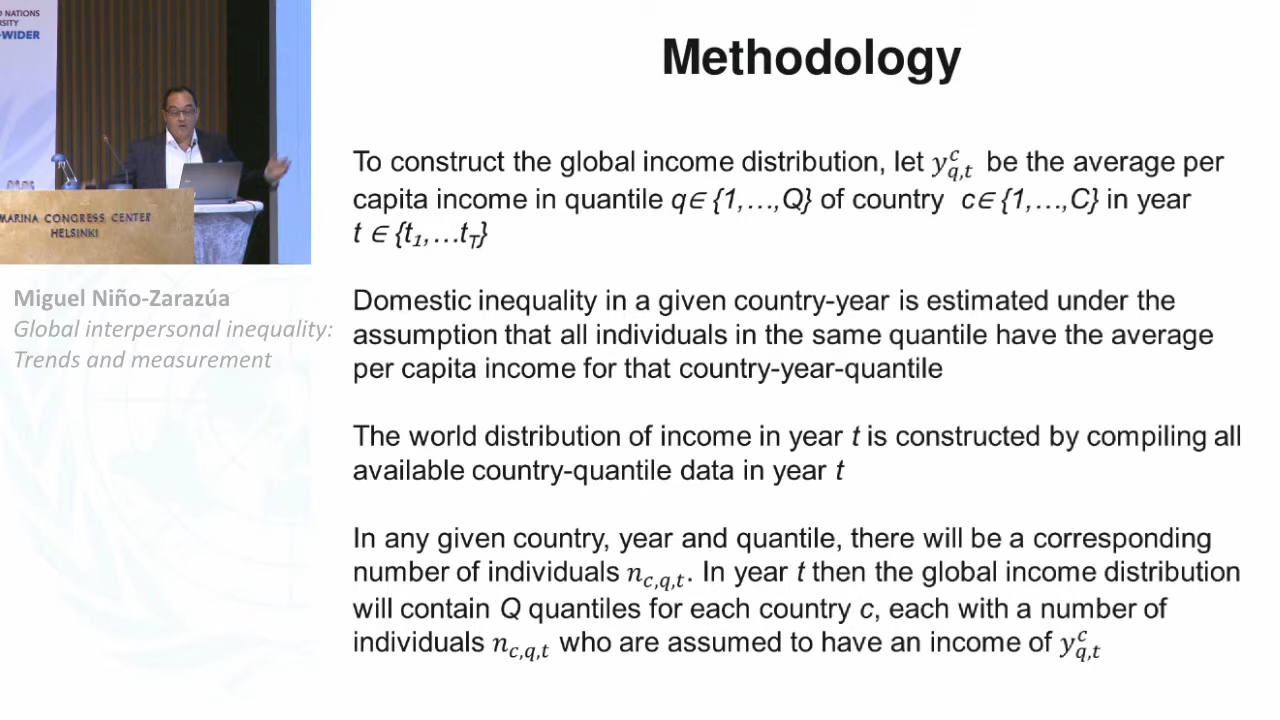 Methodology
To construct the global income distribution, let y^c_{q,t} be the average per
capita income in quantile q∈ {1,…,Q} of country c∈ {1,…,C} in year
t ∈ {t₁,…t_T}
Domestic inequality in a given country-year is estimated under the
assumption that all individuals in the same quantile have the average
per capita income for that country-year-quantile
The world distribution of income in year t is constructed by compiling all
available country-quantile data in year t
In any given country, year and quantile, there will be a corresponding
number of individuals n_{c,q,t}. In year t then the global income distribution
will contain Q quantiles for each country c, each with a number of
individuals n_{c,q,t} who are assumed to have an income of y^c_{q,t}
NATIONS
WIDER
MARINA CONGRESS CENTER
HELSINKI
Miguel Niño-Zarazúa
Global interpersonal inequality:
Trends and measurement